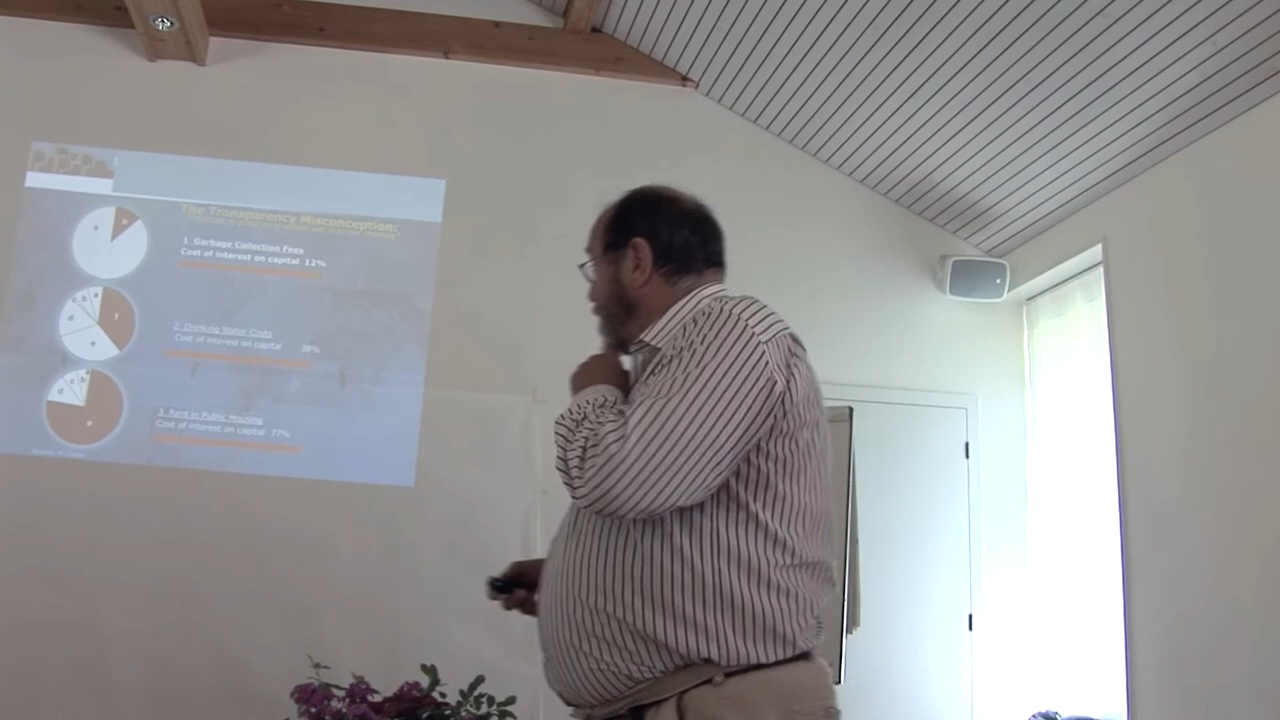 The Transparency Misconception:
1. Garbage Collection Fees
Cost of interest on capital 12%
2. Drinking Water Costs
Cost of interest on capital 38%
3. Rent in Public Housing
Cost of interest on capital 77%